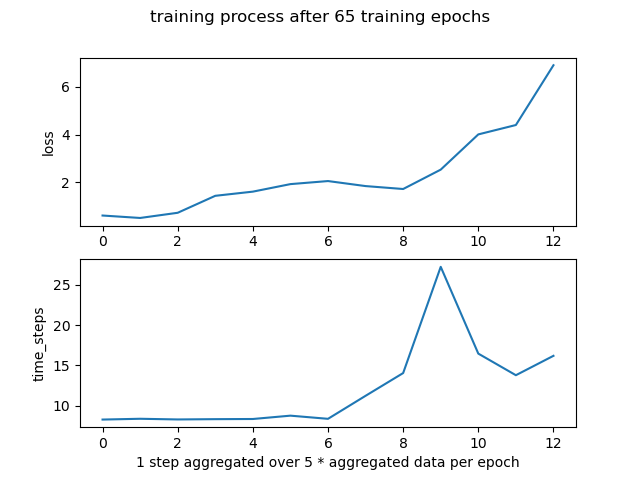 training process after 65 training epochs
6
4
2
loss
0 2 4 6 8 10 12
25
20
15
10
time_steps
0 2 4 6 8 10 12
1 step aggregated over 5 * aggregated data per epoch